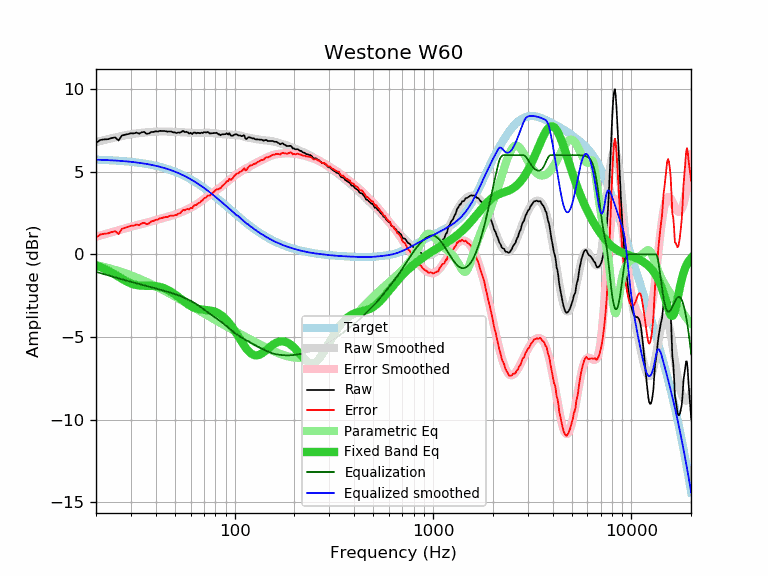 Westone W60
Amplitude (dBr)
10
5
0
−5
−10
−15
Target
Raw Smoothed
Error Smoothed
Raw
Error
Parametric Eq
Fixed Band Eq
Equalization
Equalized smoothed
100
1000
10000
Frequency (Hz)